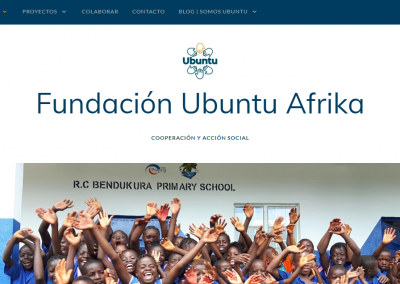 PROYECTOS COLABORAR CONTACTO BLOG | SOMOS UBUNTU
Ubuntu
Fundación Ubuntu Afrika
COOPERACIÓN Y ACCIÓN SOCIAL
R.C BENDUKURA PRIMARY SCHOOL